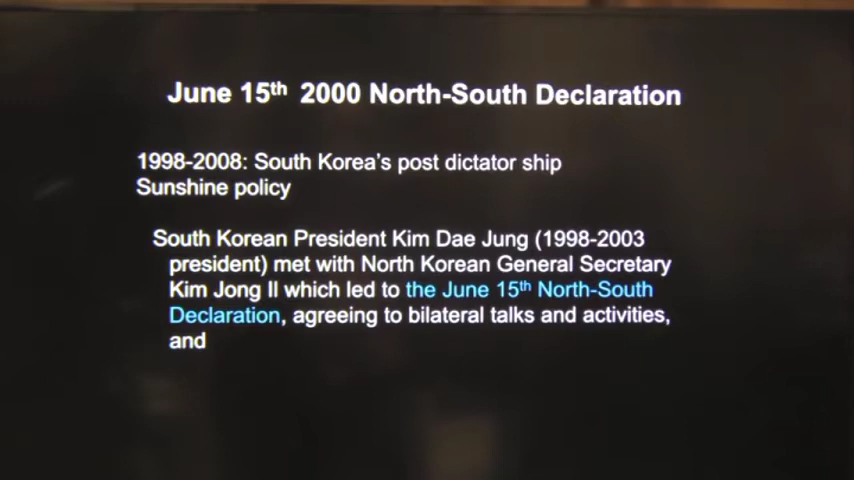 June 15th 2000 North-South Declaration
1998-2008: South Korea's post dictator ship
Sunshine policy
South Korean President Kim Dae Jung (1998-2003
president) met with North Korean General Secretary
Kim Jong Il which led to the June 15th North-South
Declaration, agreeing to bilateral talks and activities,
and